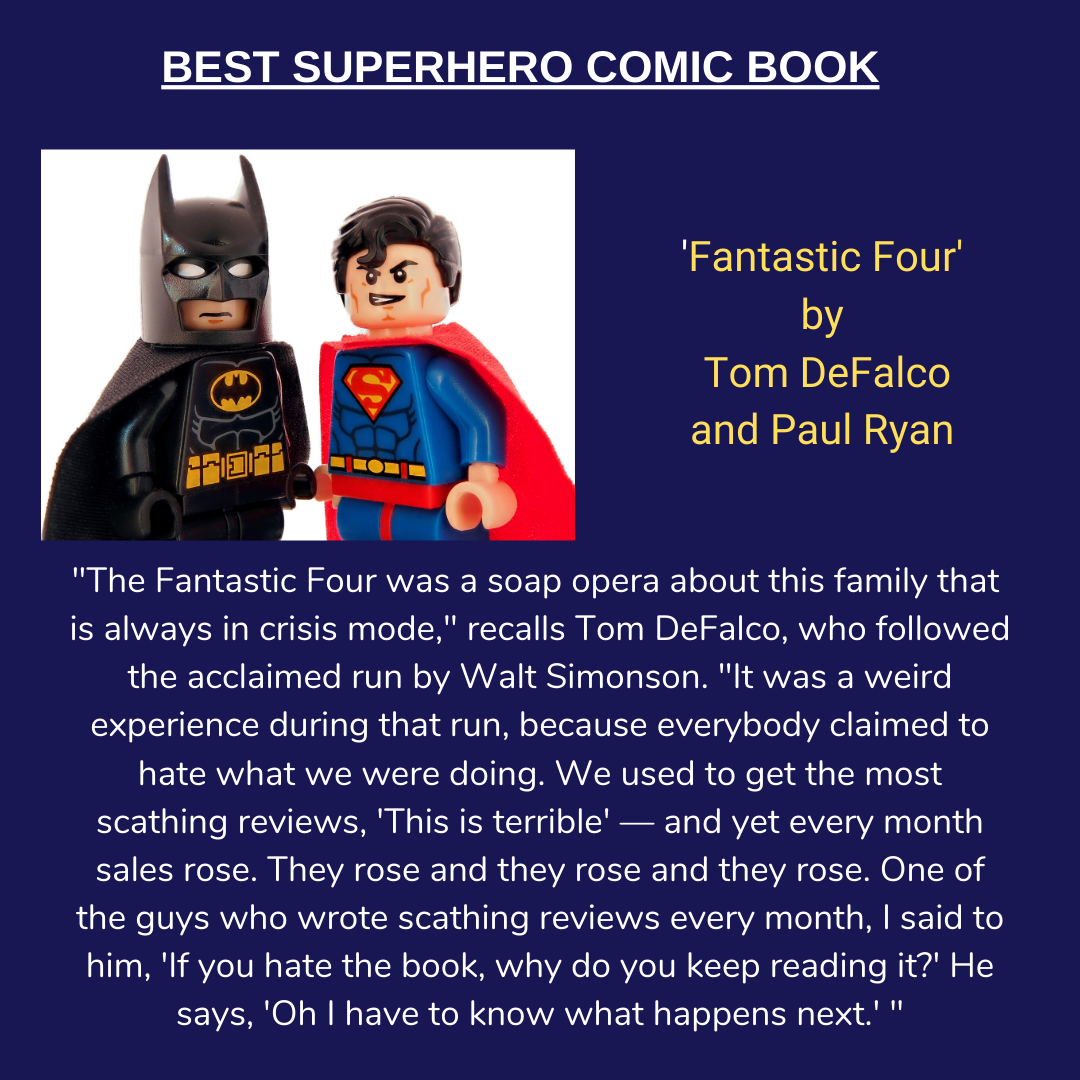 BEST SUPERHERO COMIC BOOK
'Fantastic Four'
by
Tom DeFalco
and Paul Ryan
"The Fantastic Four was a soap opera about this family that
is always in crisis mode," recalls Tom DeFalco, who followed
the acclaimed run by Walt Simonson. "It was a weird
experience during that run, because everybody claimed to
hate what we were doing. We used to get the most
scathing reviews, 'This is terrible' — and yet every month
sales rose. They rose and they rose and they rose. One of
the guys who wrote scathing reviews every month, I said to
him, 'If you hate the book, why do you keep reading it?' He
says, 'Oh I have to know what happens next.' "